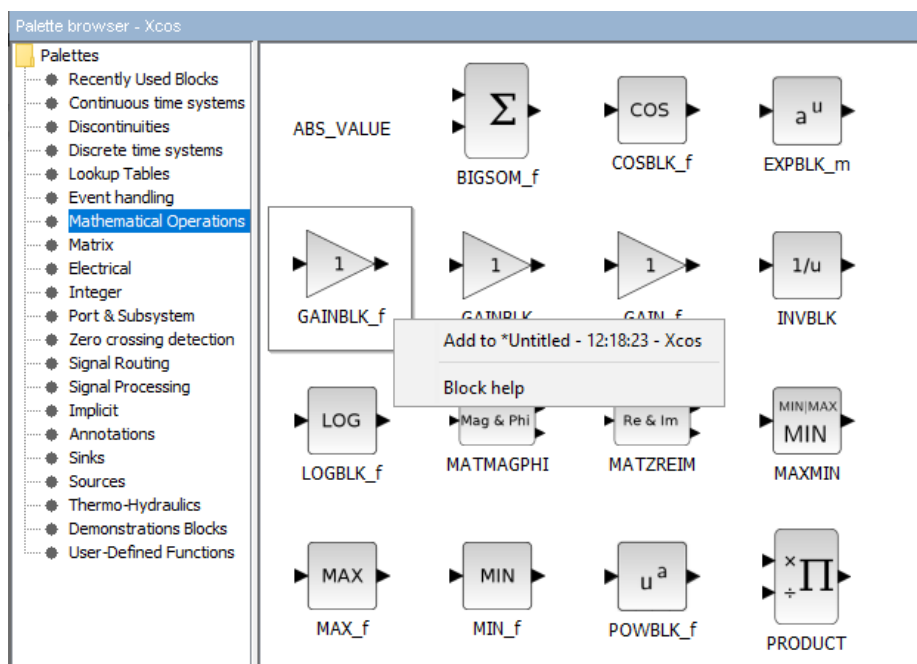 Palette browser - Xcos
Palettes
Recently Used Blocks
Continuous time systems
Discontinuities
Discrete time systems
Lookup Tables
Event handling
Mathematical Operations
Matrix
Electrical
Integer
Port & Subsystem
Zero crossing detection
Signal Routing
Signal Processing
Implicit
Annotations
Sinks
Sources
Thermo-Hydraulics
Demonstrations Blocks
User-Defined Functions
ABS_VALUE
Σ
BIGSOM_f
COS
COSBLK_f
a^u
EXPBLK_m
1
GAINBLK_f
1
GAINBLK
1
GAIN_f
1/u
INVBLK
Add to *Untitled - 12:18:23 - Xcos
Block help
LOG
LOGBLK_f
Mag & Phi
MATMAGPHI
Re & Im
MATZREIM
MIN|MAX
MIN
MAXMIN
MAX
MAX_f
MIN
MIN_f
u^a
POWBLK_f
× ÷ Π
PRODUCT